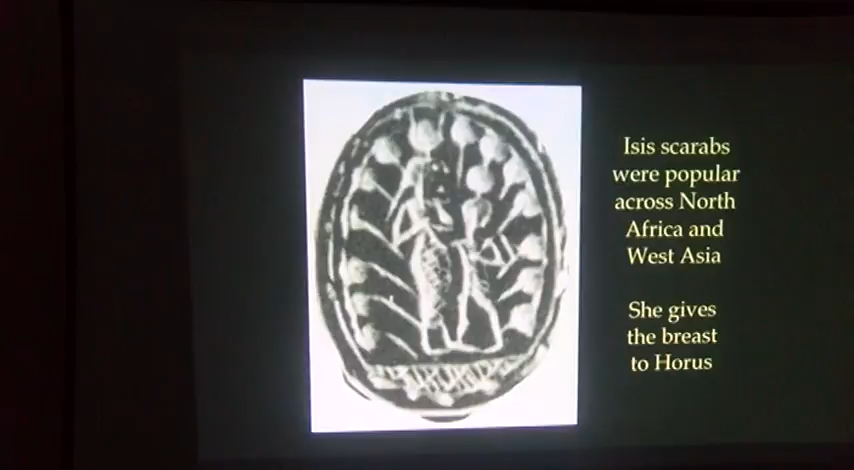 Isis scarabs
were popular
across North
Africa and
West Asia
She gives
the breast
to Horus